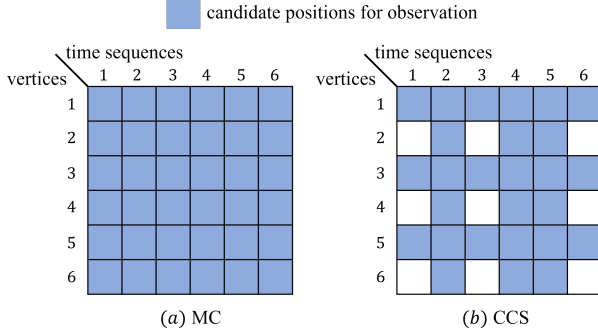 candidate positions for observation
time sequences
vertices 1 2 3 4 5 6
1
2
3
4
5
6
(a) MC
time sequences
vertices 1 2 3 4 5 6
1
2
3
4
5
6
(b) CCS